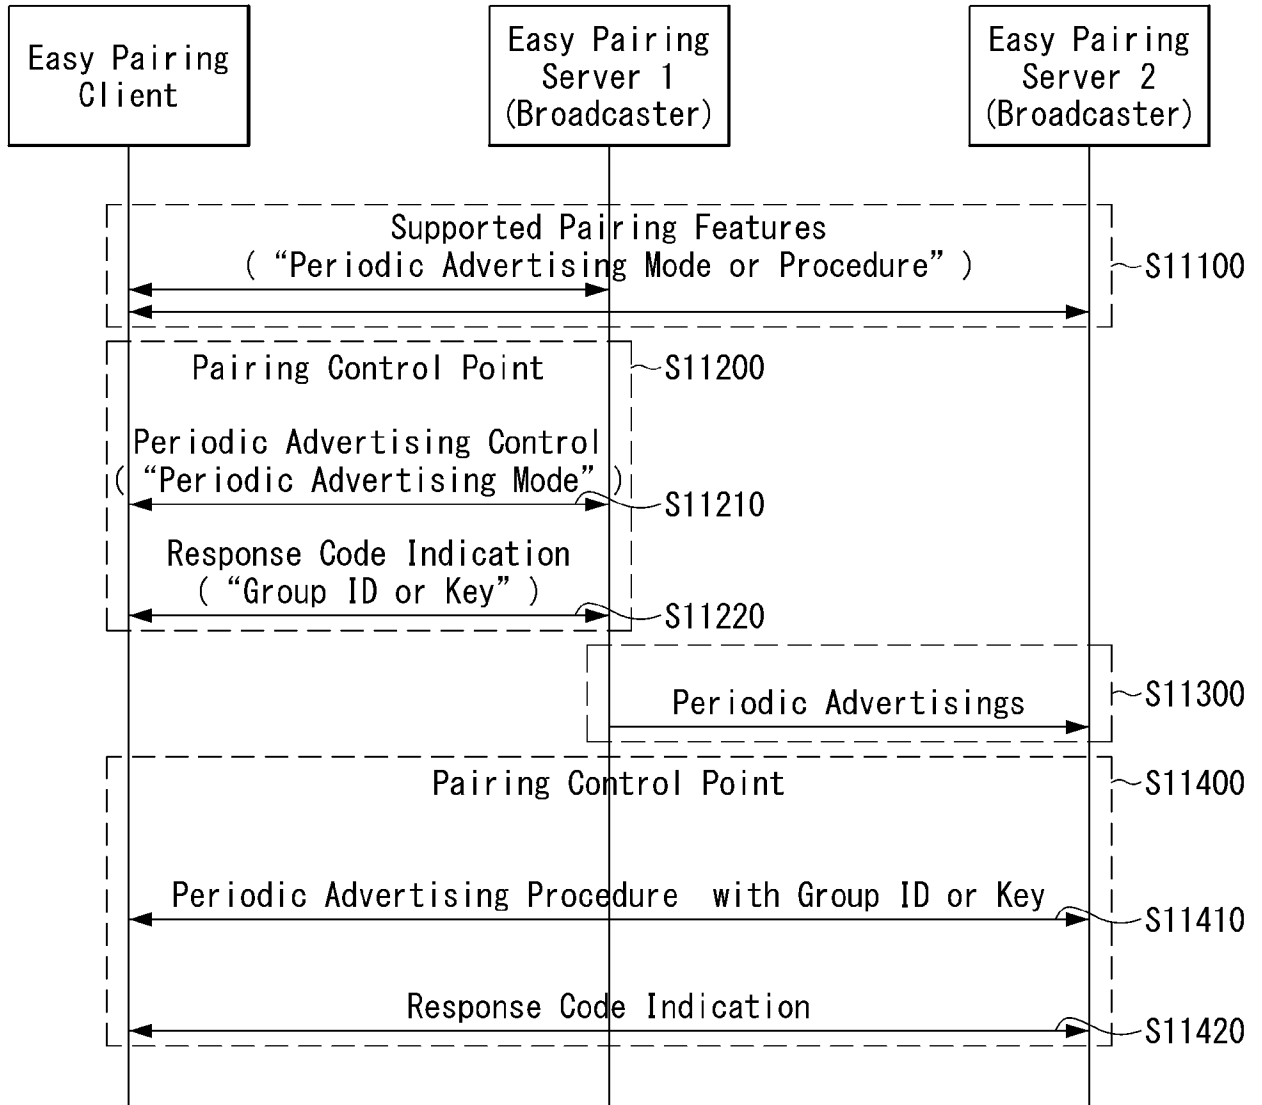 Easy Pairing
Client
Easy Pairing
Server 1
(Broadcaster)
Easy Pairing
Server 2
(Broadcaster)
Supported Pairing Features
( “Periodic Advertising Mode or Procedure” )
S11100
Pairing Control Point
S11200
Periodic Advertising Control
( “Periodic Advertising Mode” )
S11210
Response Code Indication
( “Group ID or Key” )
S11220
Periodic Advertisings
S11300
Pairing Control Point
S11400
Periodic Advertising Procedure with Group ID or Key
S11410
Response Code Indication
S11420